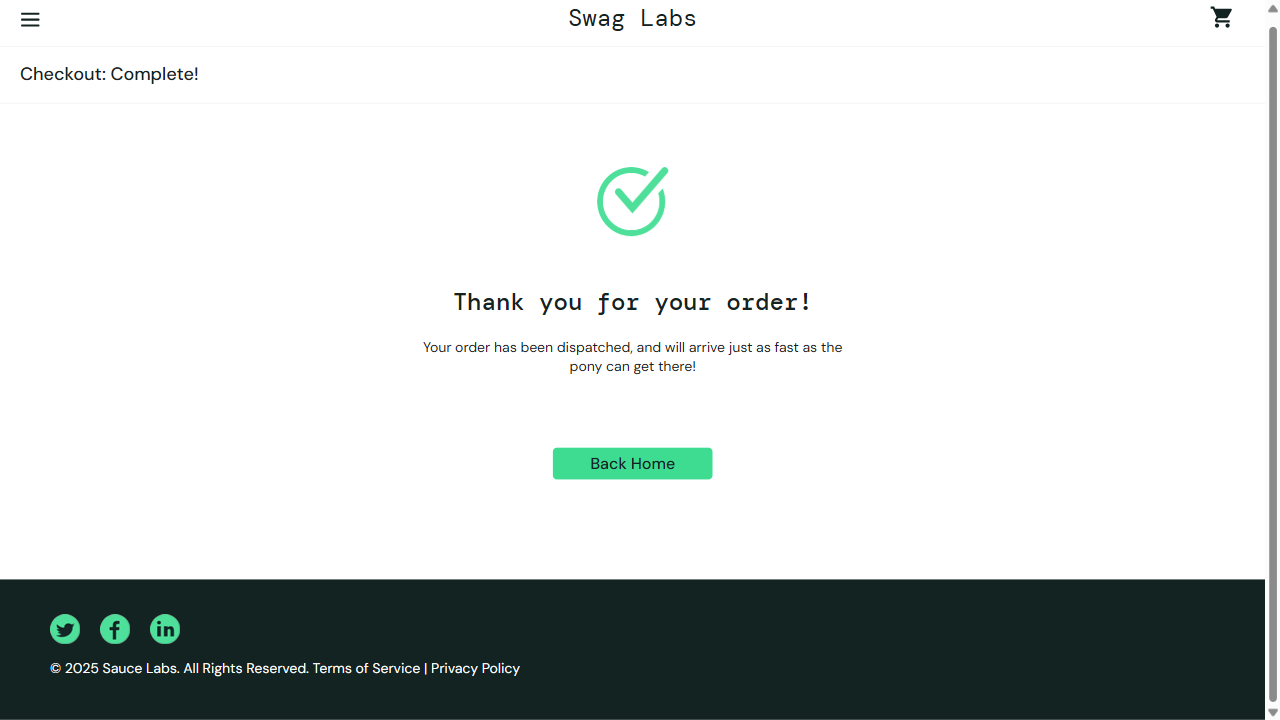 Swag Labs
Checkout: Complete!
Thank you for your order!
Your order has been dispatched, and will arrive just as fast as the
pony can get there!
Back Home
© 2025 Sauce Labs. All Rights Reserved. Terms of Service | Privacy Policy